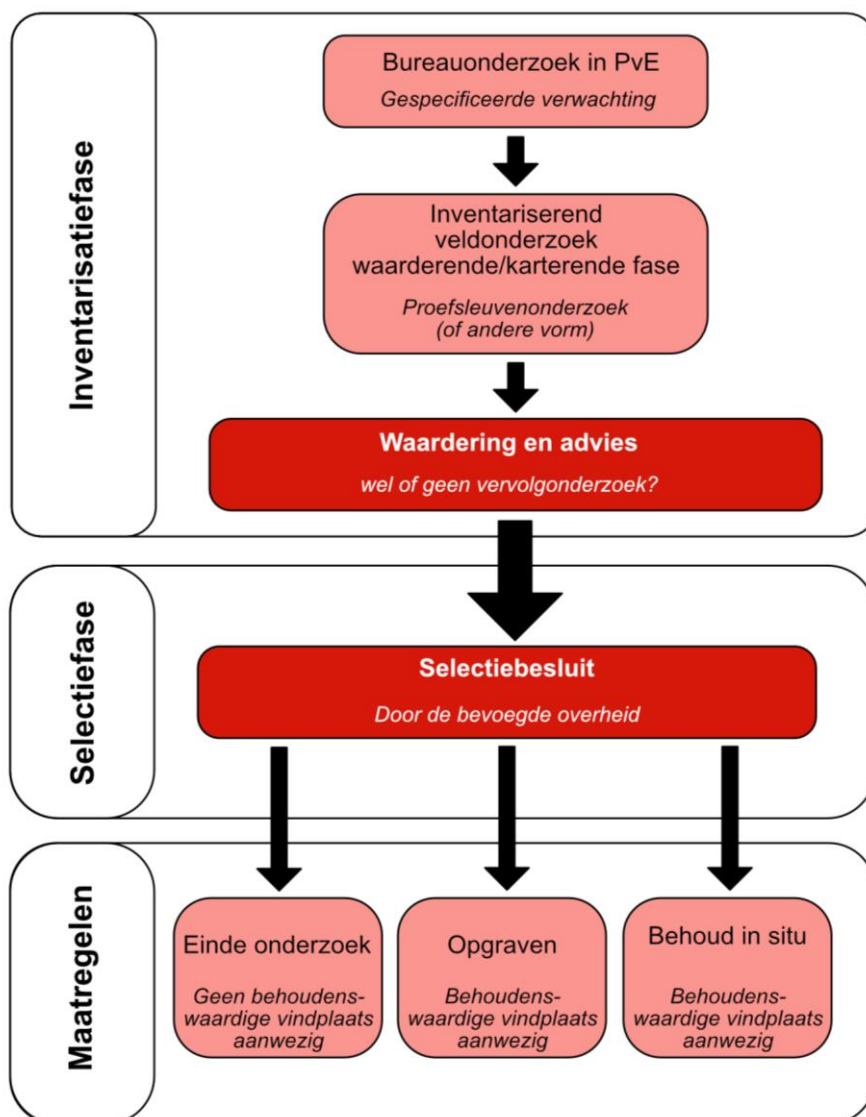 Inventarisatiefase
Bureauonderzoek in PvE
Gespecificeerde verwachting
Inventariserend
veldonderzoek
waarderende/karterende fase
Proefsleuvenonderzoek
(of andere vorm)
Waardering en advies
wel of geen vervolgonderzoek?
Selectiefase
Selectiebesluit
Door de bevoegde overheid
Maatregelen
Einde onderzoek
Geen behoudens-
waardige vindplaats
aanwezig
Opgraven
Behoudens-
waardige vindplaats
aanwezig
Behoud in situ
Behoudens-
waardige vindplaats
aanwezig